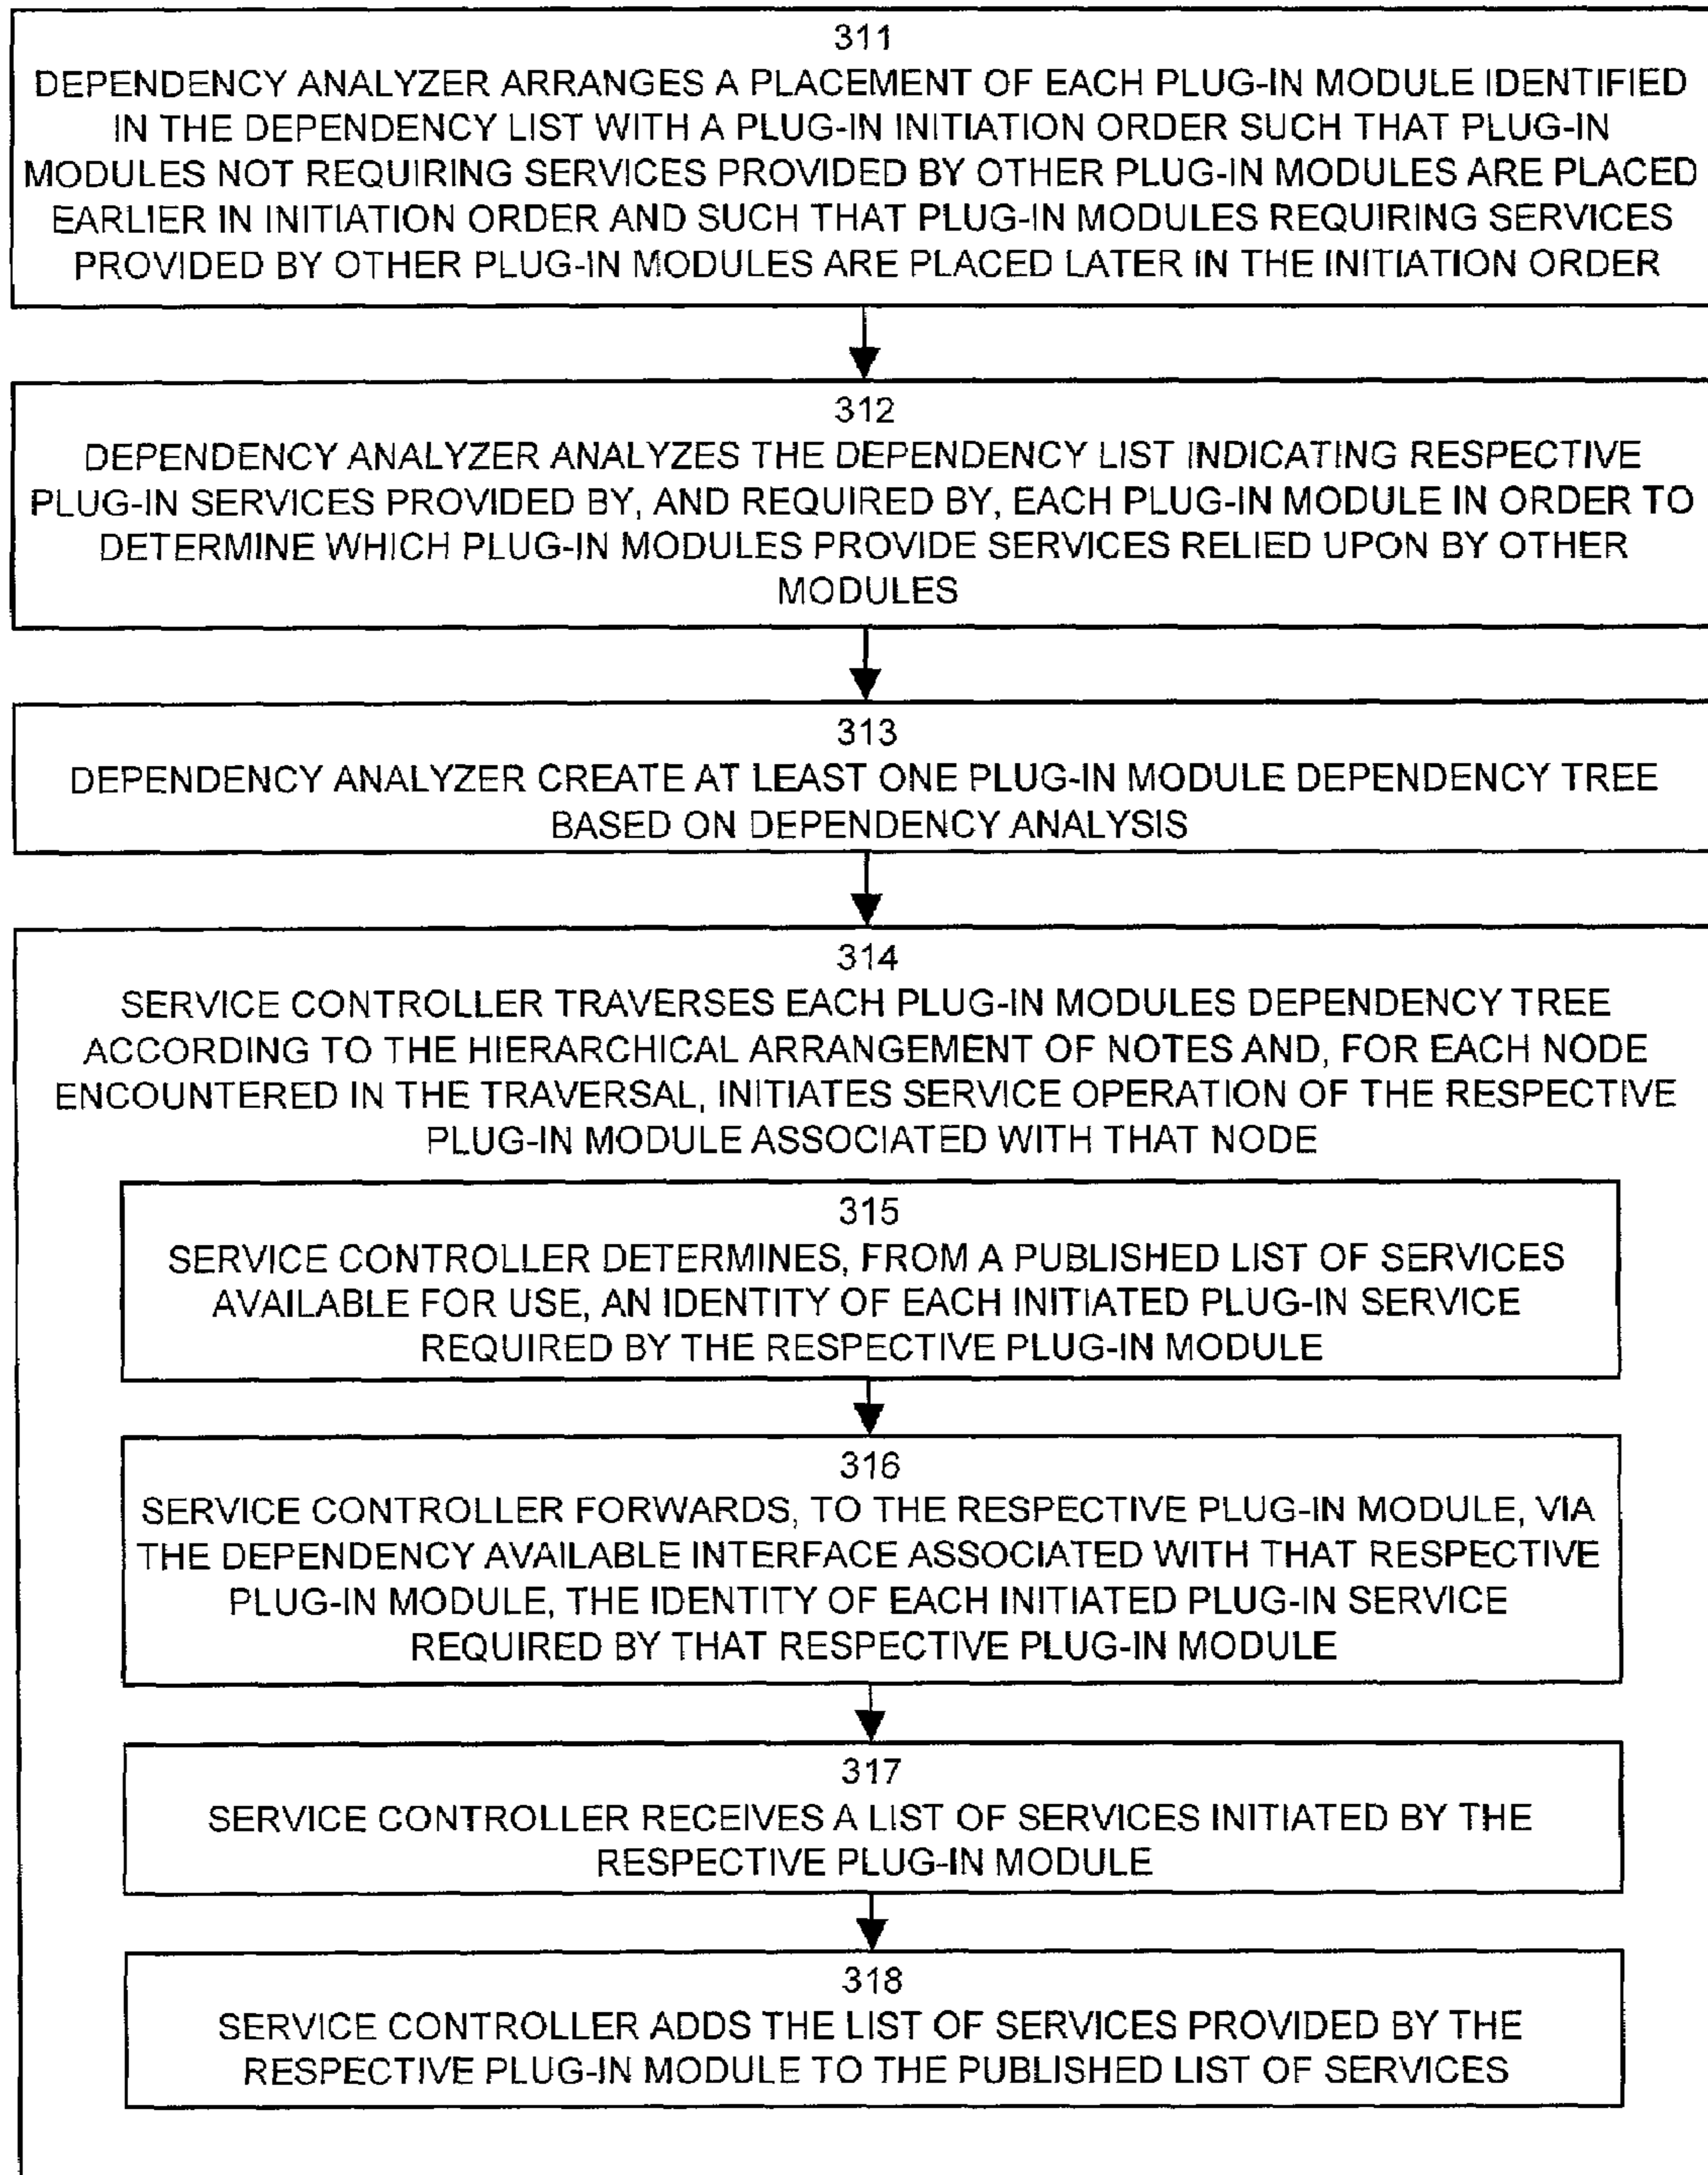 311
DEPENDENCY ANALYZER ARRANGES A PLACEMENT OF EACH PLUG-IN MODULE IDENTIFIED
IN THE DEPENDENCY LIST WITH A PLUG-IN INITIATION ORDER SUCH THAT PLUG-IN
MODULES NOT REQUIRING SERVICES PROVIDED BY OTHER PLUG-IN MODULES ARE PLACED
EARLIER IN INITIATION ORDER AND SUCH THAT PLUG-IN MODULES REQUIRING SERVICES
PROVIDED BY OTHER PLUG-IN MODULES ARE PLACED LATER IN THE INITIATION ORDER
312
DEPENDENCY ANALYZER ANALYZES THE DEPENDENCY LIST INDICATING RESPECTIVE
PLUG-IN SERVICES PROVIDED BY, AND REQUIRED BY, EACH PLUG-IN MODULE IN ORDER TO
DETERMINE WHICH PLUG-IN MODULES PROVIDE SERVICES RELIED UPON BY OTHER
MODULES
313
DEPENDENCY ANALYZER CREATE AT LEAST ONE PLUG-IN MODULE DEPENDENCY TREE
BASED ON DEPENDENCY ANALYSIS
314
SERVICE CONTROLLER TRAVERSES EACH PLUG-IN MODULES DEPENDENCY TREE
ACCORDING TO THE HIERARCHICAL ARRANGEMENT OF NOTES AND, FOR EACH NODE
ENCOUNTERED IN THE TRAVERSAL, INITIATES SERVICE OPERATION OF THE RESPECTIVE
PLUG-IN MODULE ASSOCIATED WITH THAT NODE
315
SERVICE CONTROLLER DETERMINES, FROM A PUBLISHED LIST OF SERVICES
AVAILABLE FOR USE, AN IDENTITY OF EACH INITIATED PLUG-IN SERVICE
REQUIRED BY THE RESPECTIVE PLUG-IN MODULE
316
SERVICE CONTROLLER FORWARDS, TO THE RESPECTIVE PLUG-IN MODULE, VIA
THE DEPENDENCY AVAILABLE INTERFACE ASSOCIATED WITH THAT RESPECTIVE
PLUG-IN MODULE, THE IDENTITY OF EACH INITIATED PLUG-IN SERVICE
REQUIRED BY THAT RESPECTIVE PLUG-IN MODULE
317
SERVICE CONTROLLER RECEIVES A LIST OF SERVICES INITIATED BY THE
RESPECTIVE PLUG-IN MODULE
318
SERVICE CONTROLLER ADDS THE LIST OF SERVICES PROVIDED BY THE
RESPECTIVE PLUG-IN MODULE TO THE PUBLISHED LIST OF SERVICES